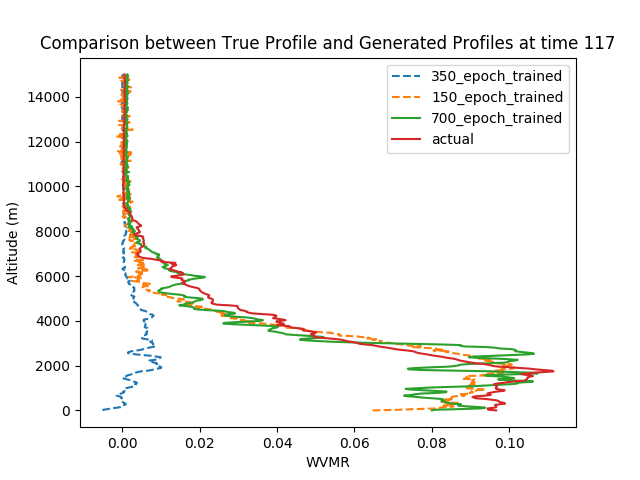 Comparison between True Profile and Generated Profiles at time 117
350_epoch_trained
150_epoch_trained
700_epoch_trained
actual
14000
12000
10000
8000
6000
4000
2000
0
Altitude (m)
0.00 0.02 0.04 0.06 0.08 0.10
WVMR